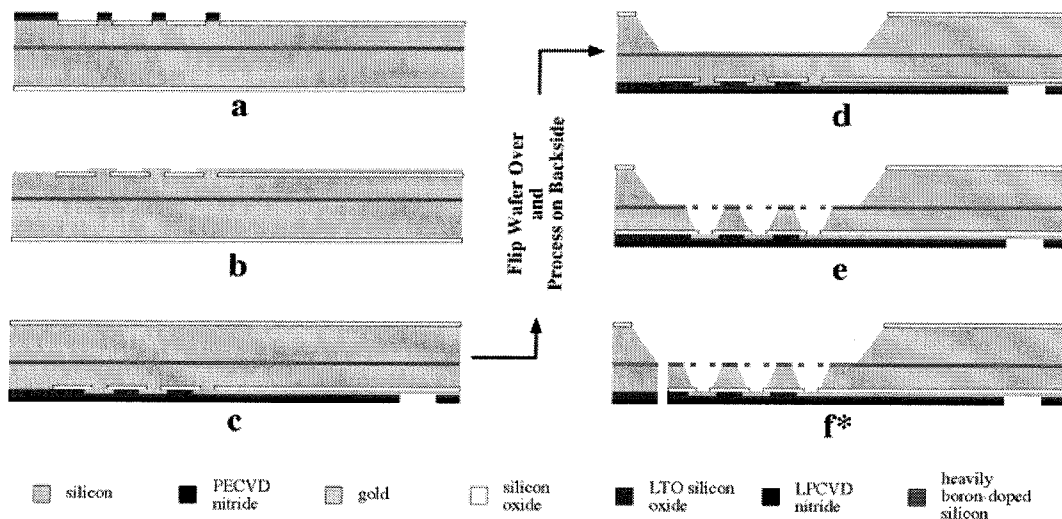 a
b
c
Flip Wafer Over
and
Process on Backside
d
e
f*
silicon
PECVD
nitride
gold
silicon
oxide
LTO silicon
oxide
LPCVD
nitride
heavily
boron-doped
silicon